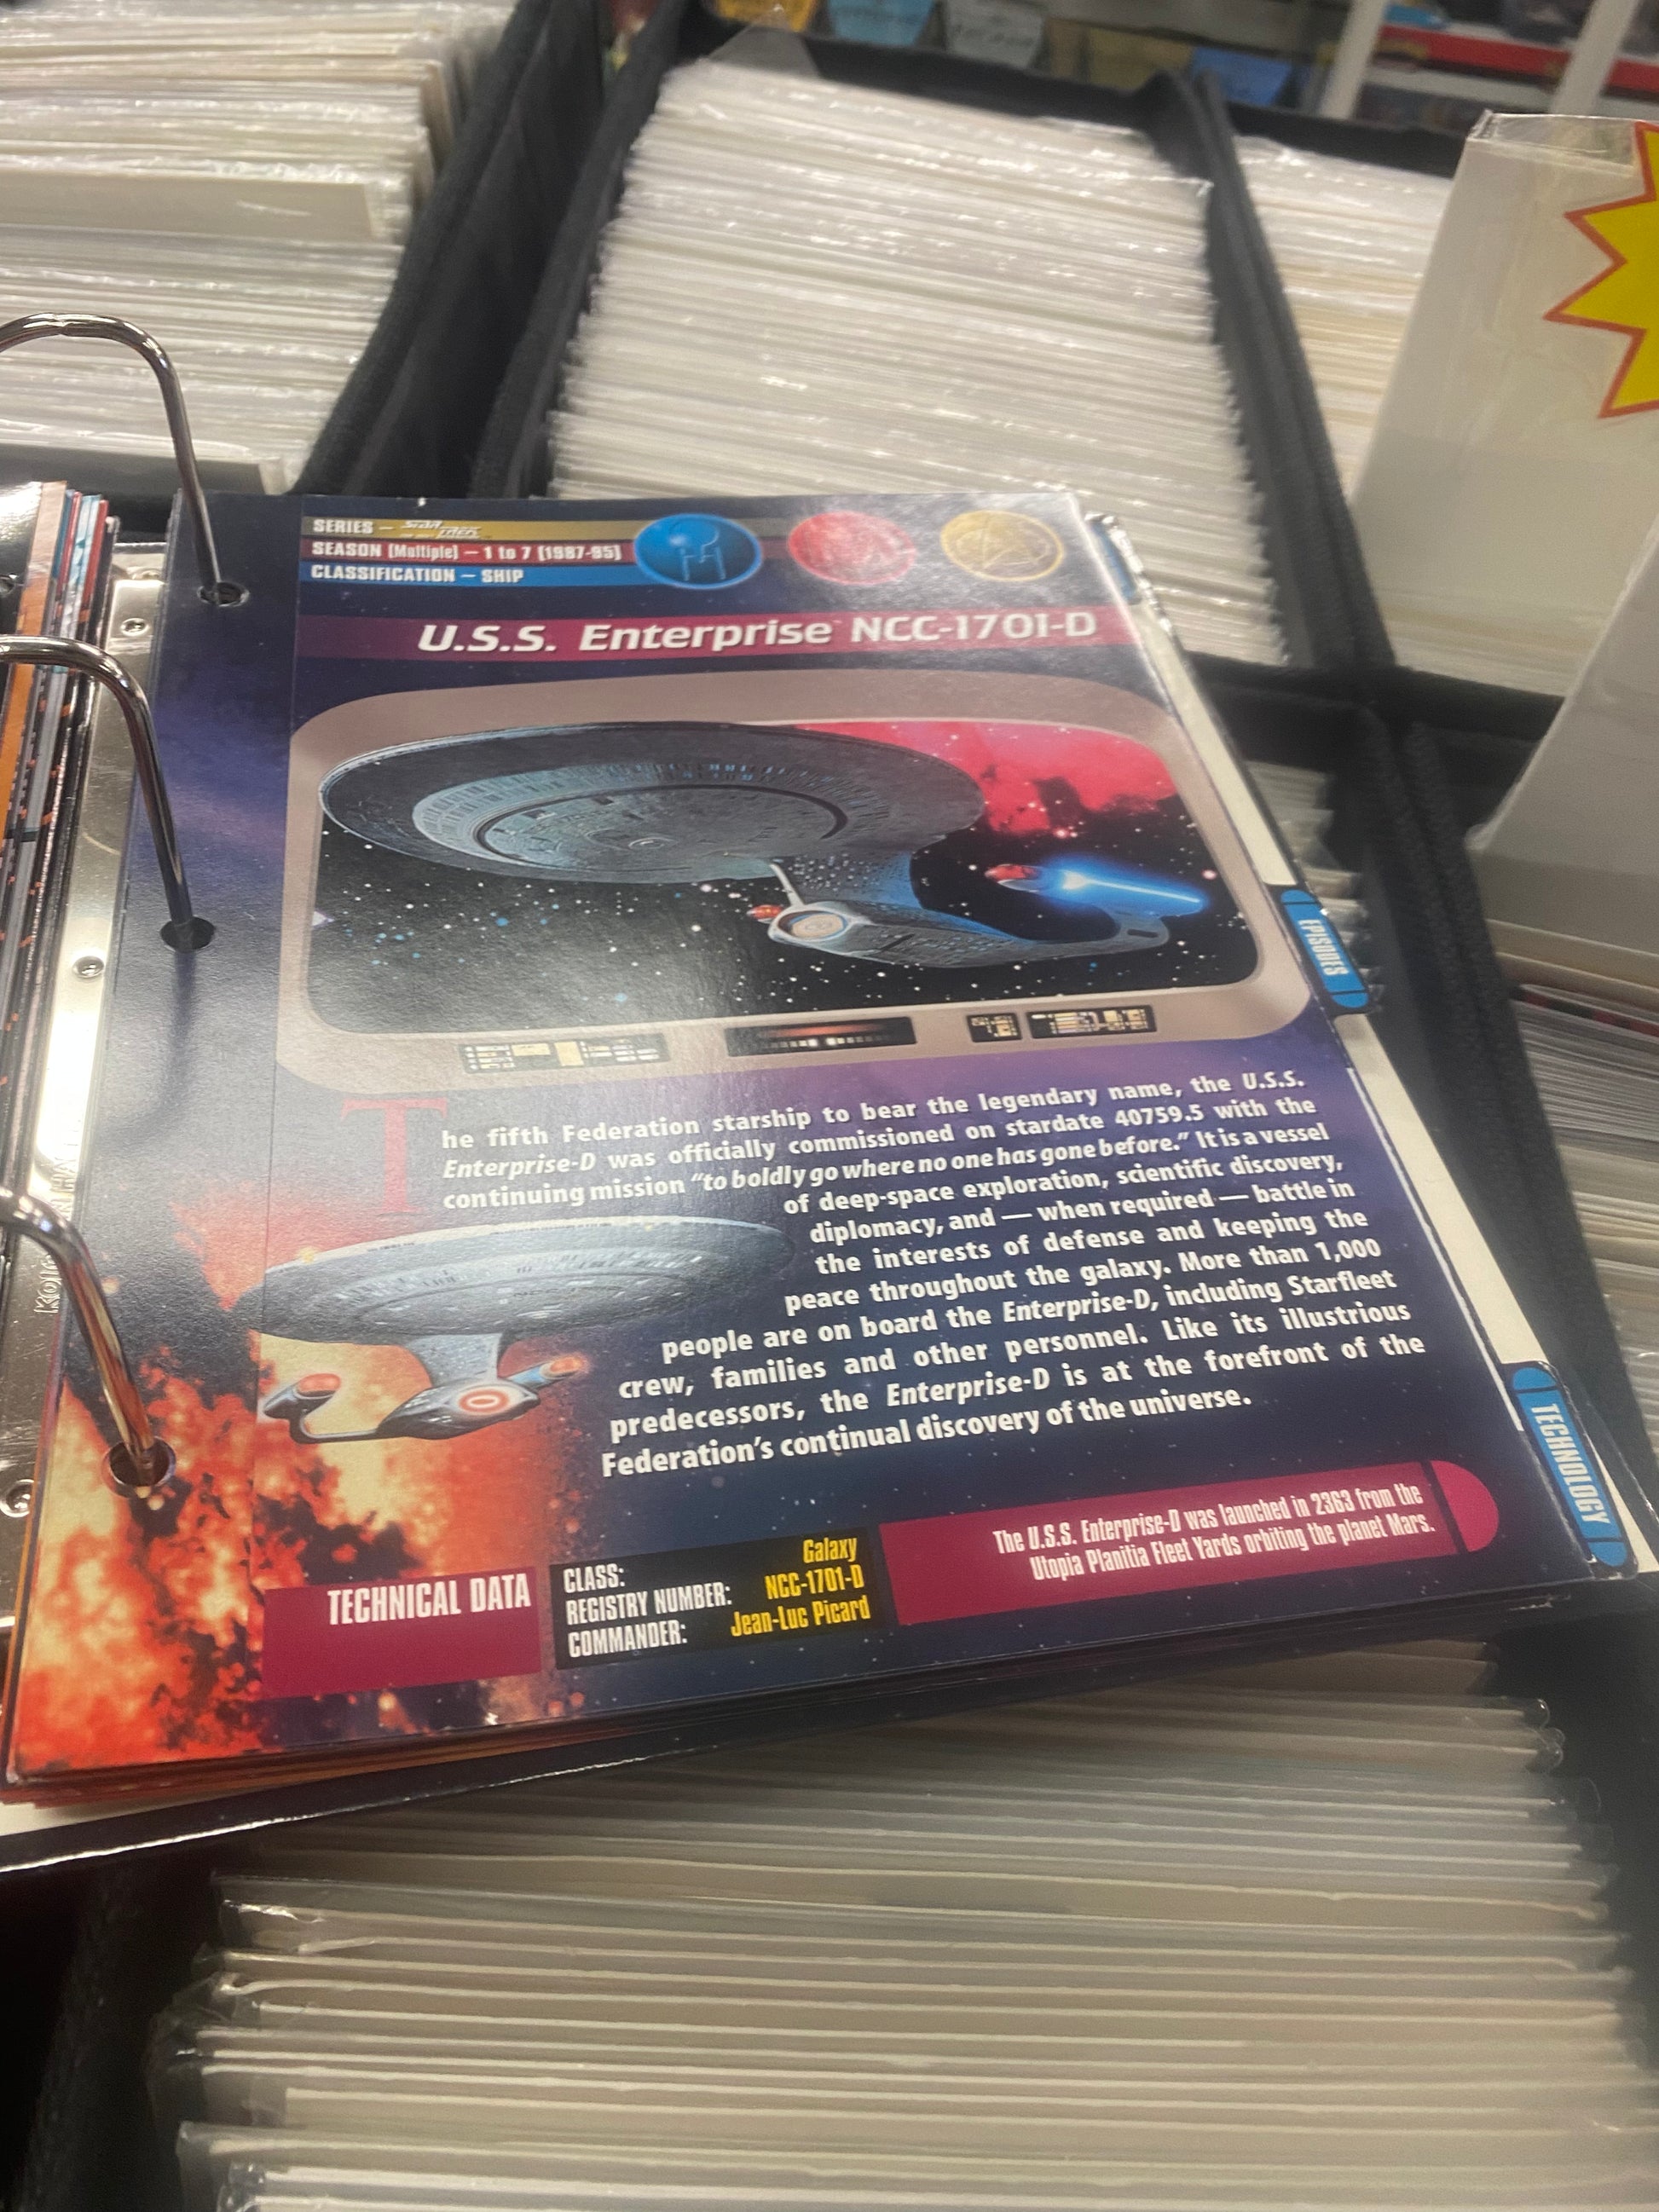 SERIES – STAR TREK
SEASON (Multiple) – 1 to 7 (1987-95)
CLASSIFICATION – SHIP
U.S.S. Enterprise NCC-1701-D
The fifth Federation starship to bear the legendary name, the U.S.S.
Enterprise-D was officially commissioned on stardate 40759.5 with the
continuing mission “to boldly go where no one has gone before.” It is a vessel
of deep-space exploration, scientific discovery,
diplomacy, and — when required — battle in
the interests of defense and keeping the
peace throughout the galaxy. More than 1,000
people are on board the Enterprise-D, including Starfleet
crew, families and other personnel. Like its illustrious
predecessors, the Enterprise-D is at the forefront of the
Federation’s continual discovery of the universe.
TECHNICAL DATA
CLASS: Galaxy
REGISTRY NUMBER: NCC-1701-D
COMMANDER: Jean-Luc Picard
The U.S.S. Enterprise-D was launched in 2363 from the
Utopia Planitia Fleet Yards orbiting the planet Mars.
EPISODES
TECHNOLOGY